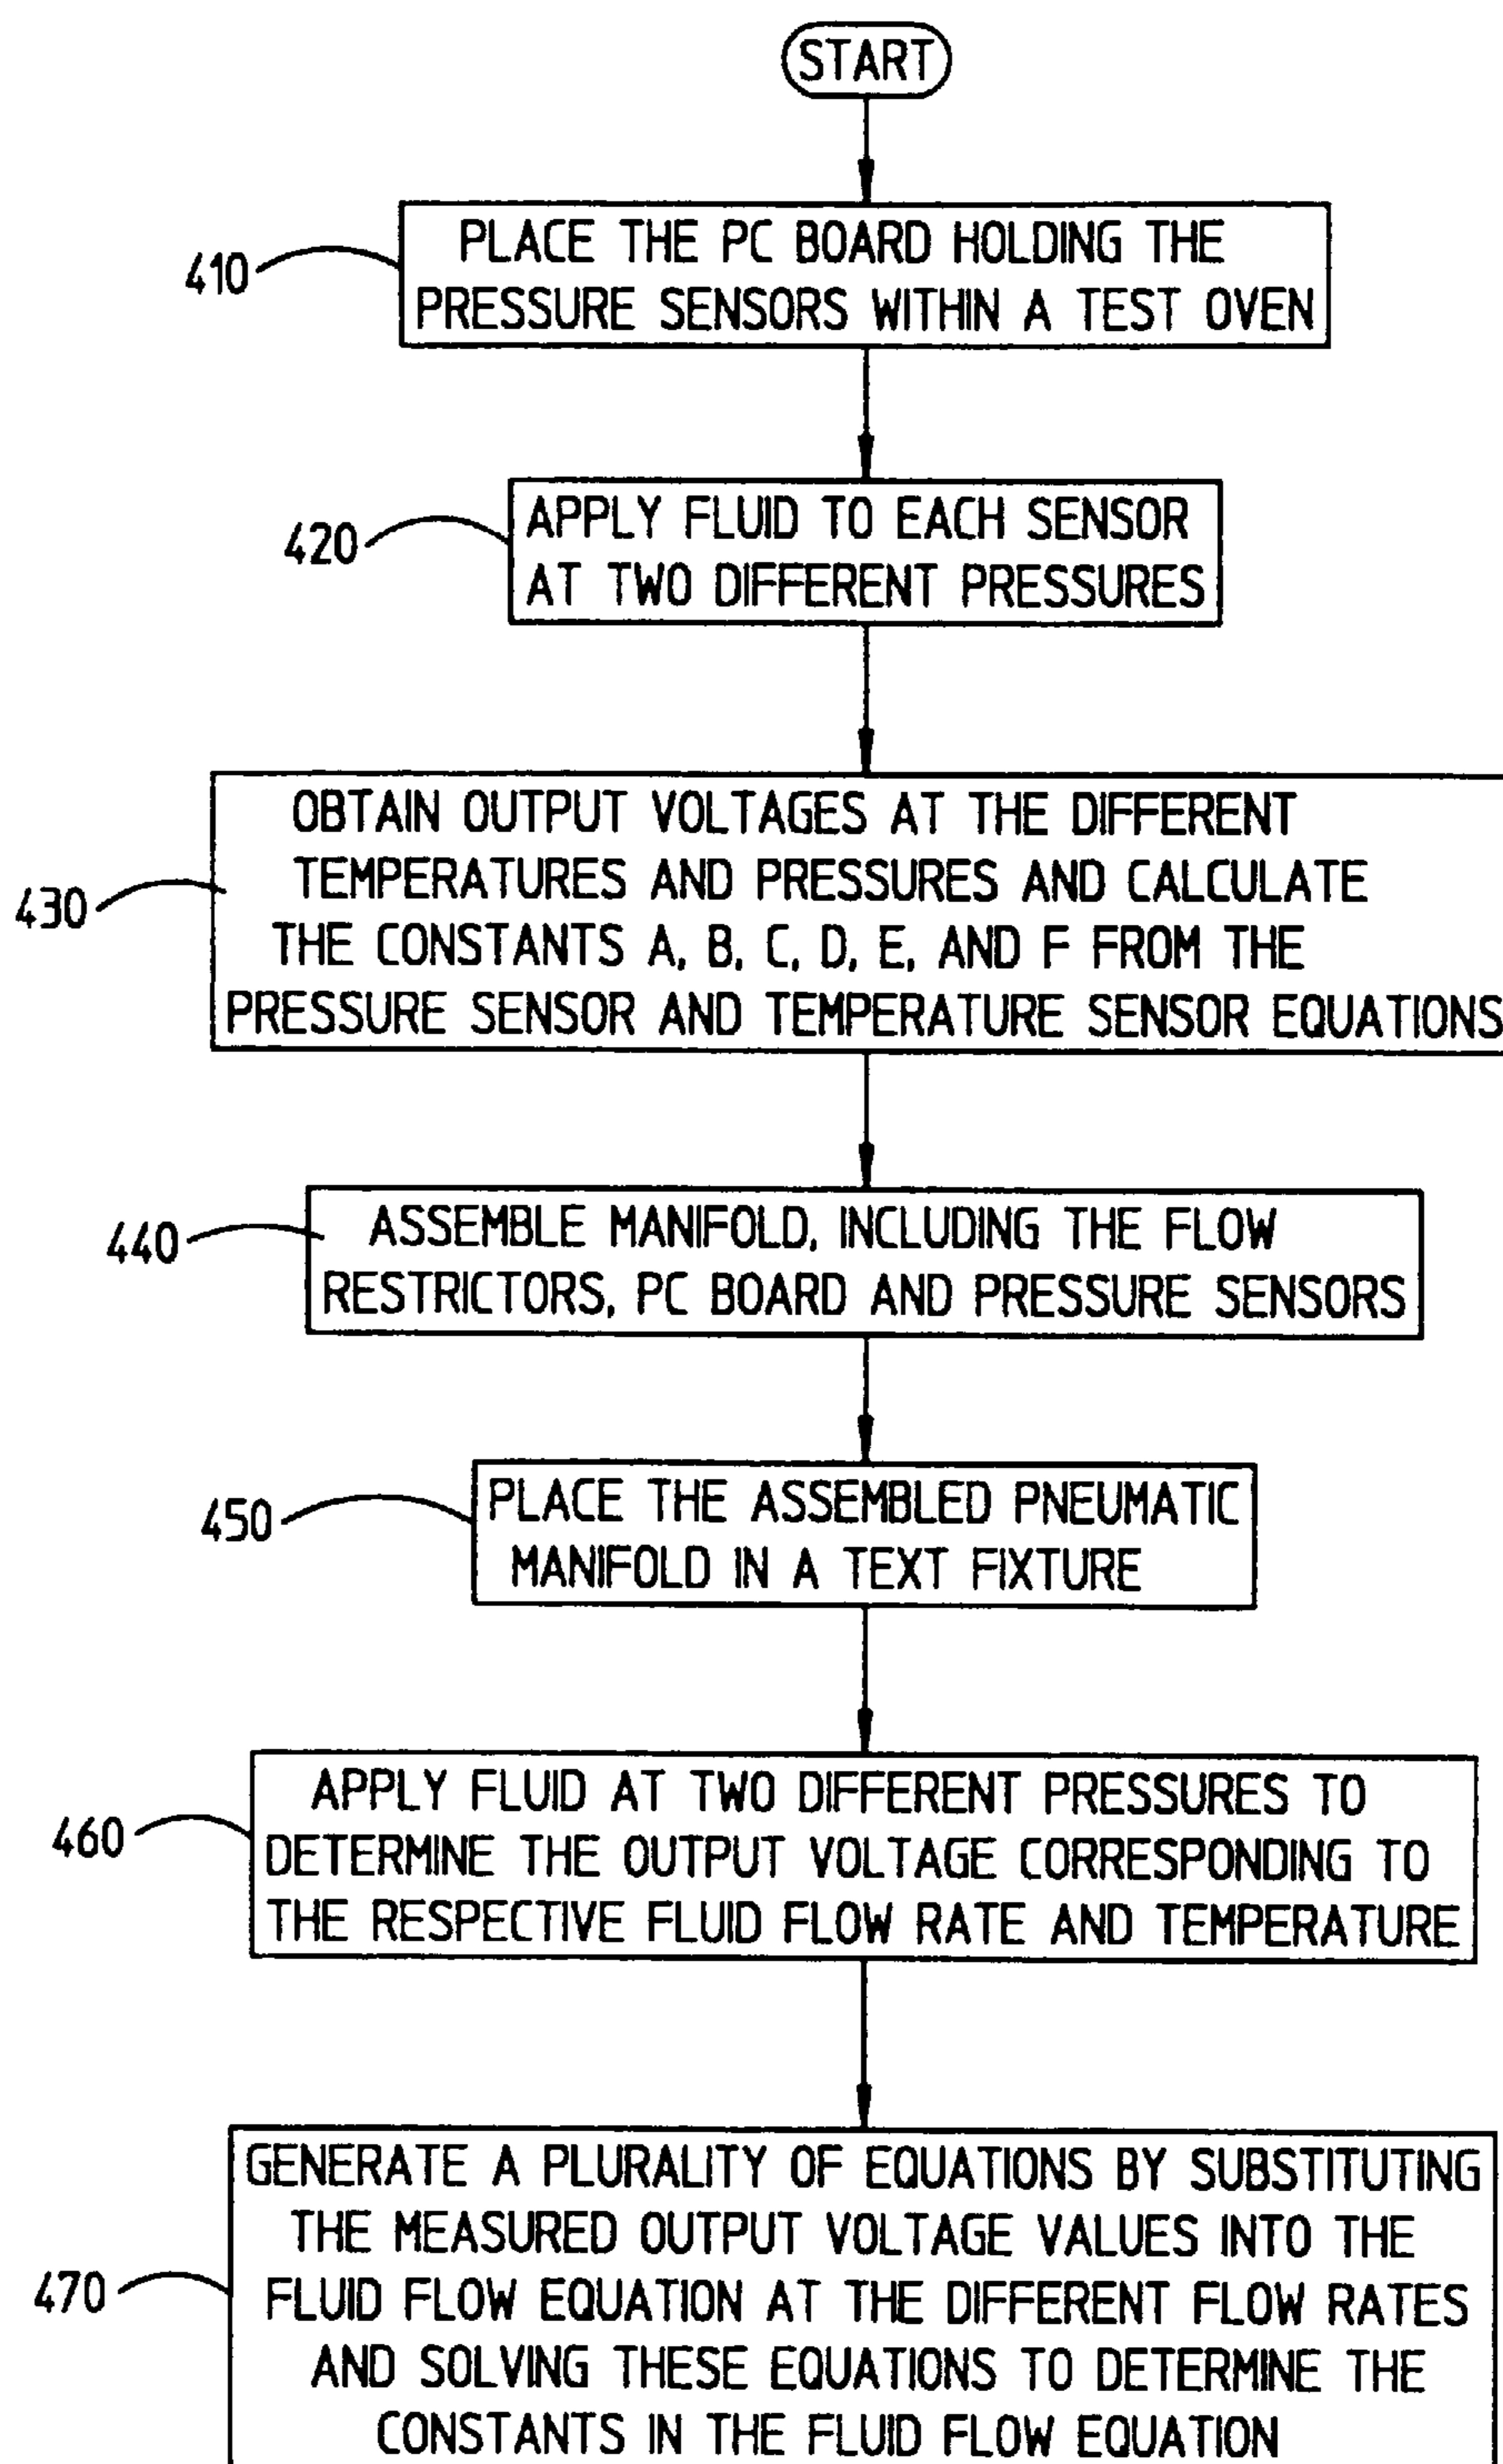 START
410
PLACE THE PC BOARD HOLDING THE
PRESSURE SENSORS WITHIN A TEST OVEN
420
APPLY FLUID TO EACH SENSOR
AT TWO DIFFERENT PRESSURES
430
OBTAIN OUTPUT VOLTAGES AT THE DIFFERENT
TEMPERATURES AND PRESSURES AND CALCULATE
THE CONSTANTS A, B, C, D, E, AND F FROM THE
PRESSURE SENSOR AND TEMPERATURE SENSOR EQUATIONS
440
ASSEMBLE MANIFOLD, INCLUDING THE FLOW
RESTRICTORS, PC BOARD AND PRESSURE SENSORS
450
PLACE THE ASSEMBLED PNEUMATIC
MANIFOLD IN A TEXT FIXTURE
460
APPLY FLUID AT TWO DIFFERENT PRESSURES TO
DETERMINE THE OUTPUT VOLTAGE CORRESPONDING TO
THE RESPECTIVE FLUID FLOW RATE AND TEMPERATURE
470
GENERATE A PLURALITY OF EQUATIONS BY SUBSTITUTING
THE MEASURED OUTPUT VOLTAGE VALUES INTO THE
FLUID FLOW EQUATION AT THE DIFFERENT FLOW RATES
AND SOLVING THESE EQUATIONS TO DETERMINE THE
CONSTANTS IN THE FLUID FLOW EQUATION